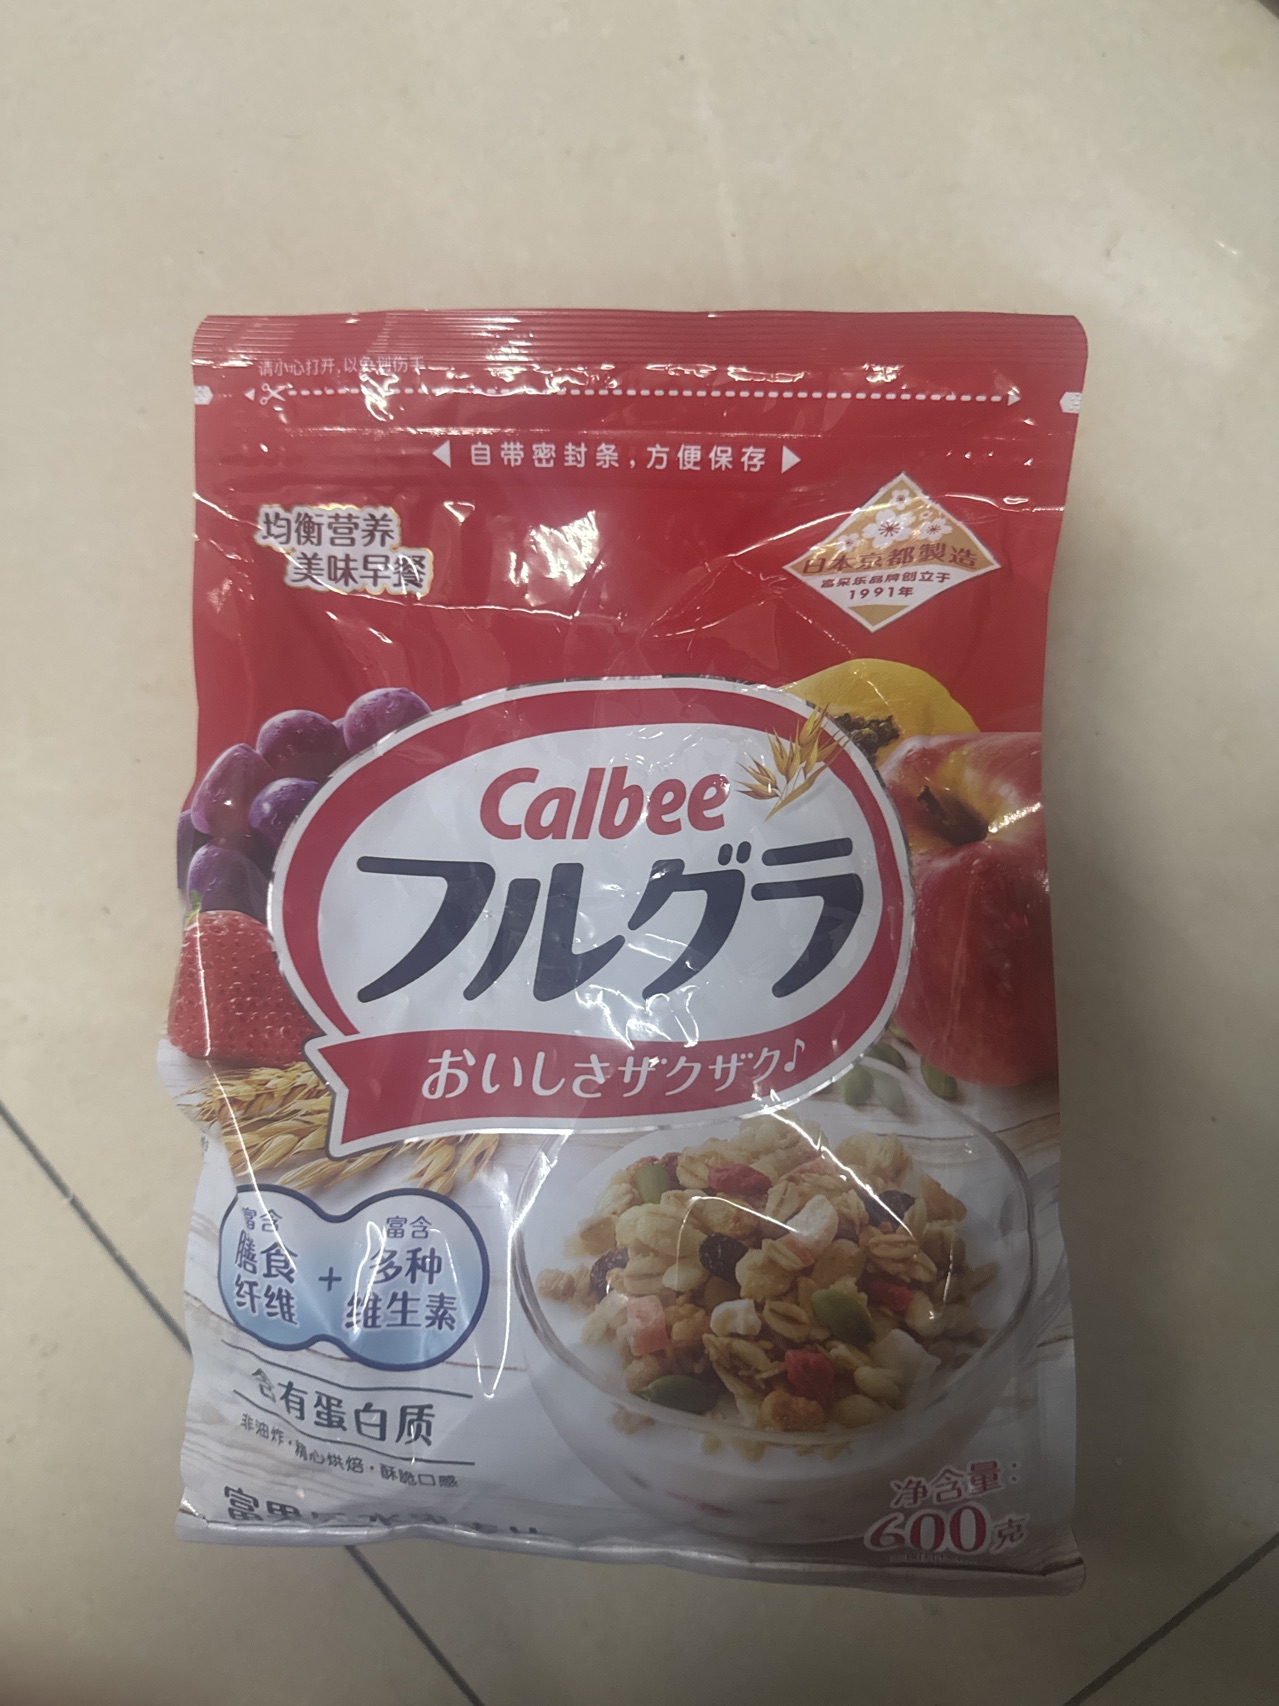 请小心打开,以免划伤手
自带密封条,方便保存
均衡营养
美味早餐
日本京都製造
富果乐品牌创立于
1991年
Calbee
フルグラ
おいしさザクザク♪
富含
膳食
纤维
+
富含
多种
维生素
含有蛋白质
非油炸·精心烘焙·酥脆口感
净含量:
600克